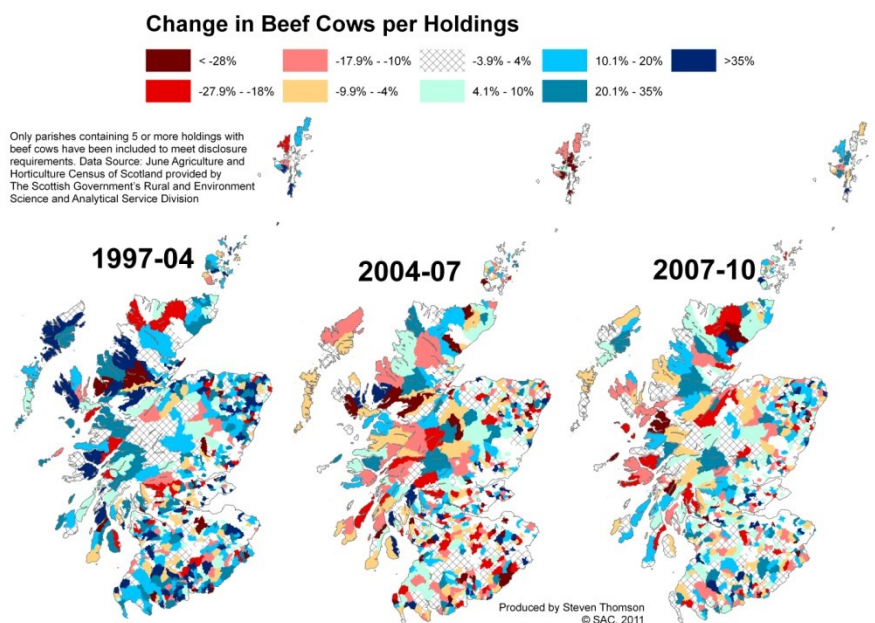 Change in Beef Cows per Holdings
< -28%
-17.9% - -10%
-3.9% - 4%
10.1% - 20%
>35%
-27.9% - -18%
-9.9% - -4%
4.1% - 10%
20.1% - 35%
Only parishes containing 5 or more holdings with
beef cows have been included to meet disclosure
requirements. Data Source: June Agriculture and
Horticulture Census of Scotland provided by
The Scottish Government's Rural and Environment
Science and Analytical Service Division
1997-04
2004-07
2007-10
Produced by Steven Thomson
© SAC, 2011